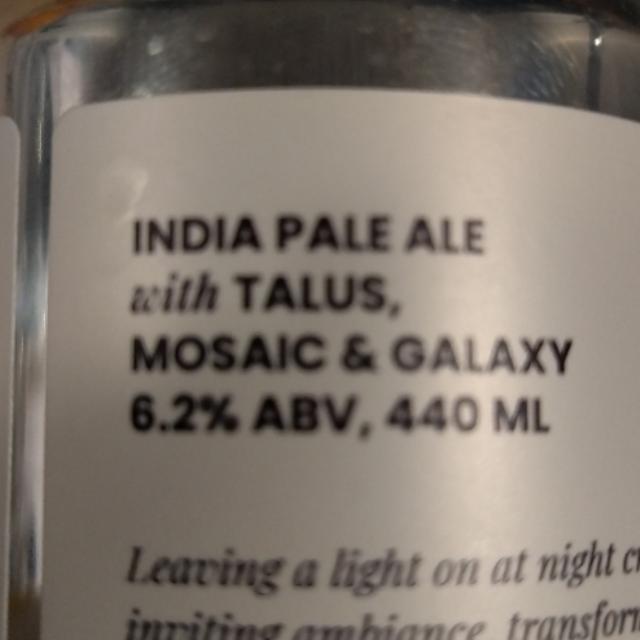 INDIA PALE ALE
with TALUS,
MOSAIC & GALAXY
6.2% ABV, 440 ML
Leaving a light on at night
inviting ambiance, transform